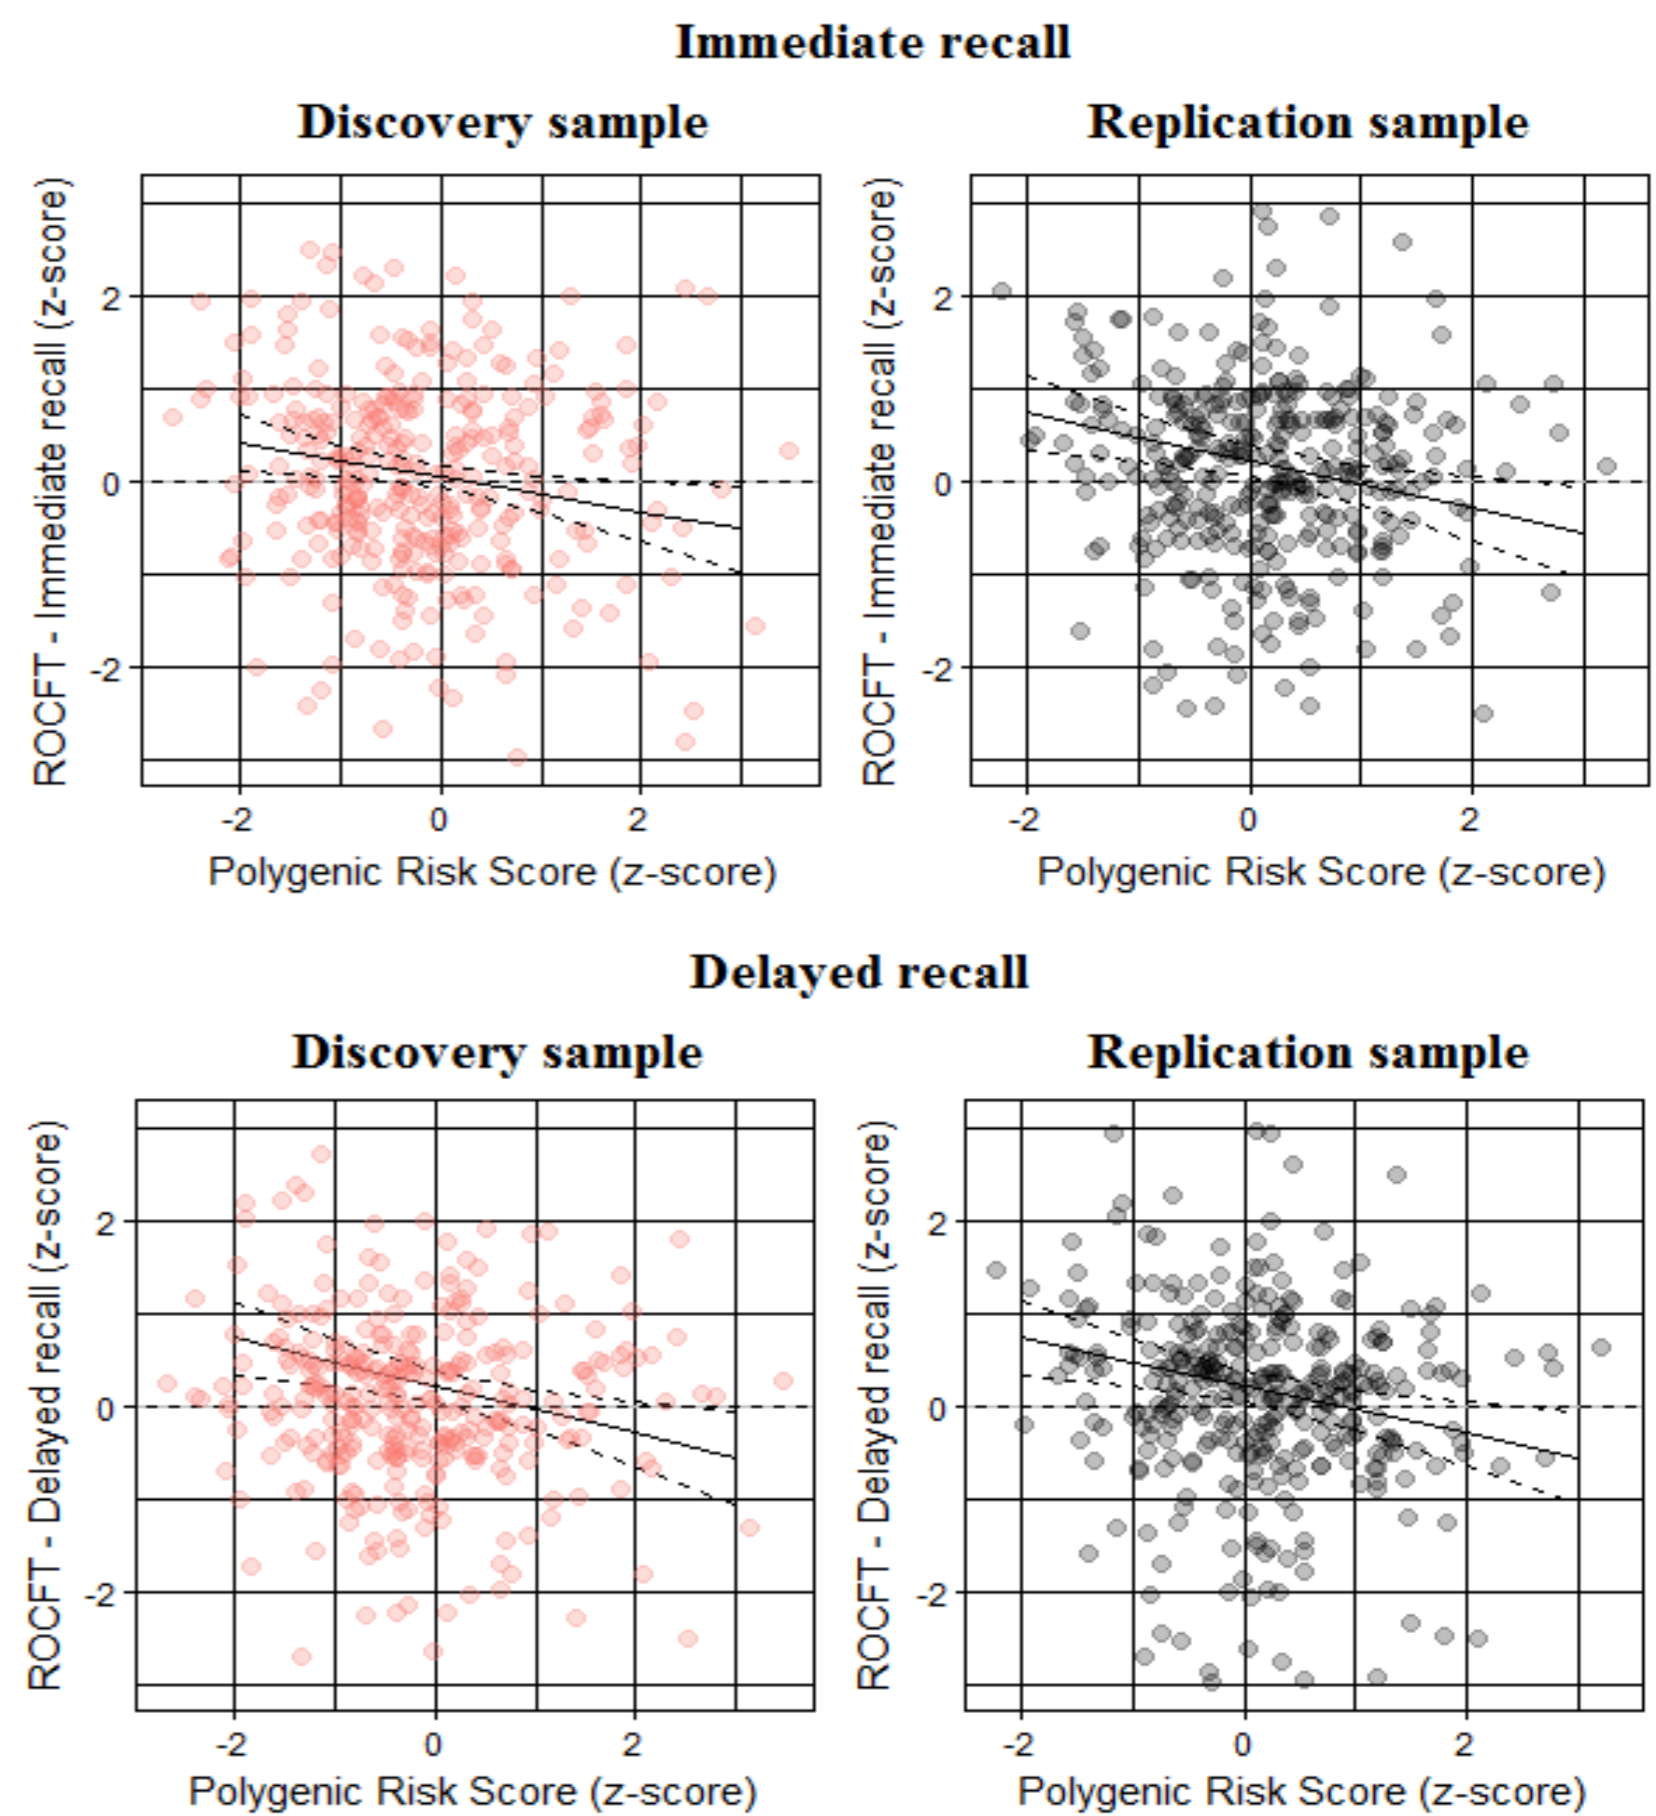 Immediate recall
Discovery sample
Replication sample
ROCFT - Immediate recall (z-score)
2
0
-2
-2 0 2
Polygenic Risk Score (z-score)
ROCFT - Immediate recall (z-score)
2
0
-2
-2 0 2
Polygenic Risk Score (z-score)
Delayed recall
Discovery sample
Replication sample
ROCFT - Delayed recall (z-score)
2
0
-2
-2 0 2
Polygenic Risk Score (z-score)
ROCFT - Delayed recall (z-score)
2
0
-2
-2 0 2
Polygenic Risk Score (z-score)